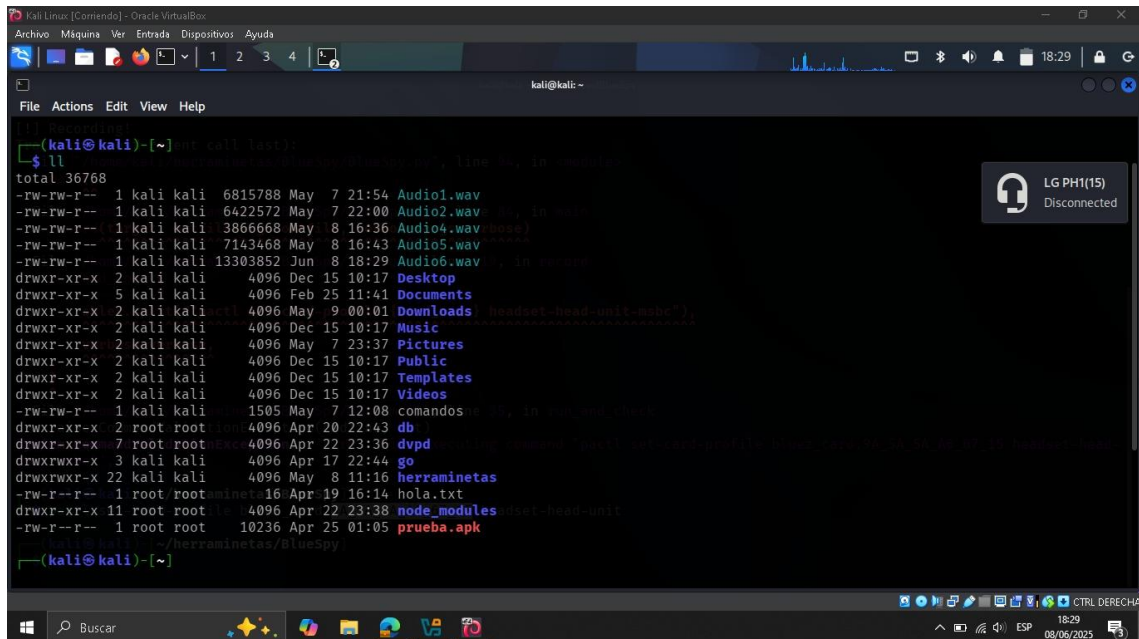 Kali Linux [Corriendo] - Oracle VirtualBox
Archivo Máquina Ver Entrada Dispositivos Ayuda
1 2 3 4 2 18:29
kali@kali: ~
File Actions Edit View Help
[!] Recording!
(kali㉿kali)-[~]
$ ll
total 36768
-rw-rw-r-- 1 kali kali 6815788 May 7 21:54 Audio1.wav
-rw-rw-r-- 1 kali kali 6422572 May 7 22:00 Audio2.wav
-rw-rw-r-- 1 kali kali 3866668 May 8 16:36 Audio4.wav
-rw-rw-r-- 1 kali kali 7143468 May 8 16:43 Audio5.wav
-rw-rw-r-- 1 kali kali 13303852 Jun 8 18:29 Audio6.wav
drwxr-xr-x 2 kali kali 4096 Dec 15 10:17 Desktop
drwxr-xr-x 5 kali kali 4096 Feb 25 11:41 Documents
drwxr-xr-x 2 kali kali 4096 May 9 00:01 Downloads
drwxr-xr-x 2 kali kali 4096 Dec 15 10:17 Music
drwxr-xr-x 2 kali kali 4096 May 7 23:37 Pictures
drwxr-xr-x 2 kali kali 4096 Dec 15 10:17 Public
drwxr-xr-x 2 kali kali 4096 Dec 15 10:17 Templates
drwxr-xr-x 2 kali kali 4096 Dec 15 10:17 Videos
-rw-rw-r-- 1 kali kali 1505 May 7 12:08 comandos
drwxr-xr-x 2 root root 4096 Apr 20 22:43 db
drwxr-xr-x 7 root root 4096 Apr 22 23:36 dvpd
drwxrwxr-x 3 kali kali 4096 Apr 17 22:44 go
drwxrwxr-x 22 kali kali 4096 May 8 11:16 herraminetas
-rw-r--r-- 1 root root 16 Apr 19 16:14 hola.txt
drwxr-xr-x 11 root root 4096 Apr 22 23:38 node_modules
-rw-r--r-- 1 root root 10236 Apr 25 01:05 prueba.apk
~/herraminetas/BlueSpy
(kali㉿kali)-[~]
LG PH1(15)
Disconnected
CTRL DERECHA
Buscar
ESP
18:29
08/06/2025
3